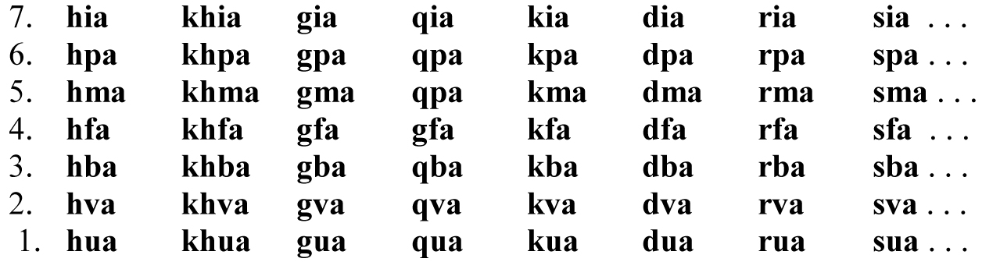 7. hia khia gia qia kia dia ria sia . . .
6. hpa khpa gpa qpa kpa dpa rpa spa . . .
5. hma khma gma qpa kma dma rma sma . . .
4. hfa khfa gfa gfa kfa dfa rfa sfa . . .
3. hba khba gba qba kba dba rba sba . . .
2. hva khva gva qva kva dva rva sva . . .
1. hua khua gua qua kua dua rua sua . . .